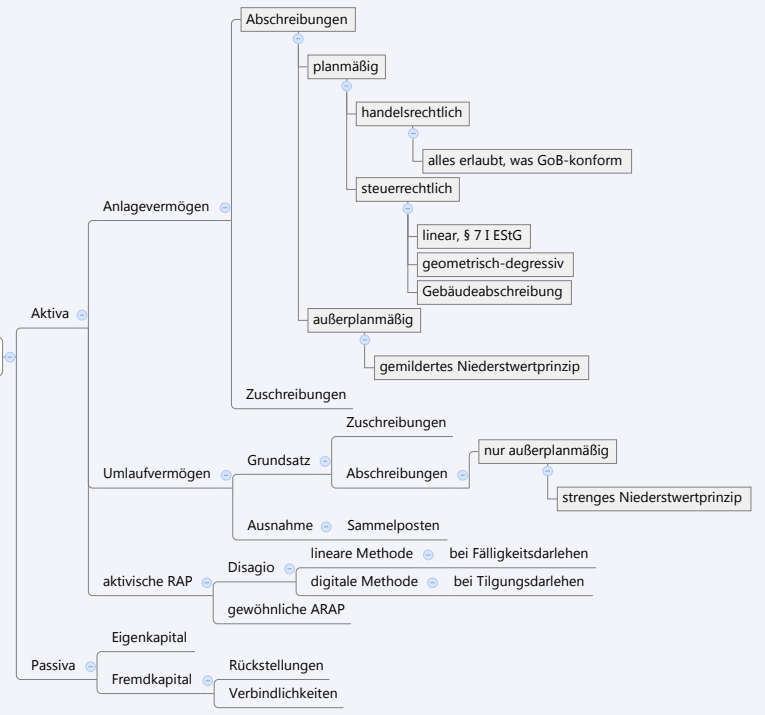 Abschreibungen
planmäßig
handelsrechtlich
alles erlaubt, was GoB-konform
steuerrechtlich
Anlagevermögen
linear, § 7 I EStG
geometrisch-degressiv
Gebäudeabschreibung
Aktiva
außerplanmäßig
gemildertes Niederstwertprinzip
Zuschreibungen
Zuschreibungen
nur außerplanmäßig
Grundsatz
Umlaufvermögen
Abschreibungen
strenges Niederstwertprinzip
Ausnahme
Sammelposten
lineare Methode
bei Fälligkeitsdarlehen
Disagio
aktivische RAP
digitale Methode
bei Tilgungsdarlehen
gewöhnliche ARAP
Eigenkapital
Passiva
Rückstellungen
Fremdkapital
Verbindlichkeiten